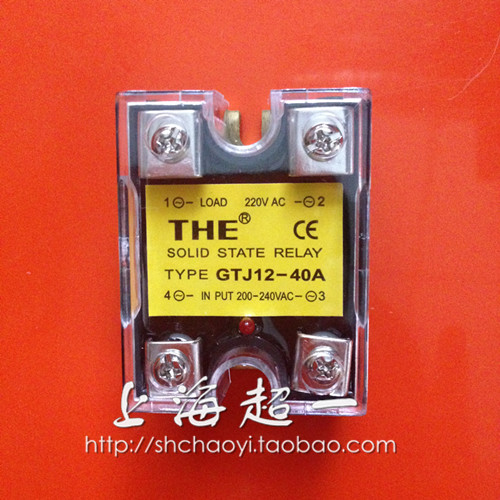 1~- LOAD 220V AC -~2
THE® CE
SOLID STATE RELAY
TYPE GTJ12-40A
4~- IN PUT 200-240VAC -~3
上海超一
http://shchaoyi.taobao.com/